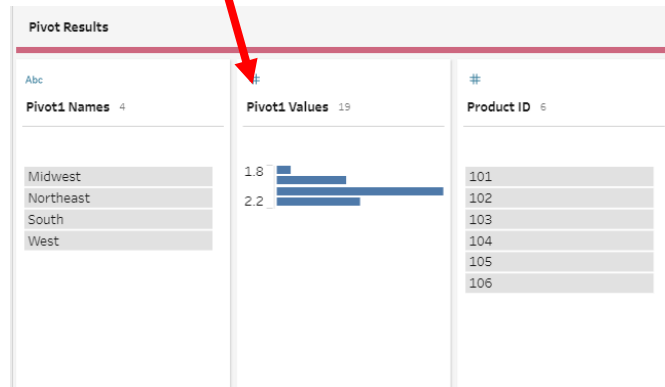 Pivot Results
Abc
#
#
Pivot1 Names 4
Pivot1 Values 19
Product ID 6
Midwest
Northeast
South
West
1.8
2.2
101
102
103
104
105
106